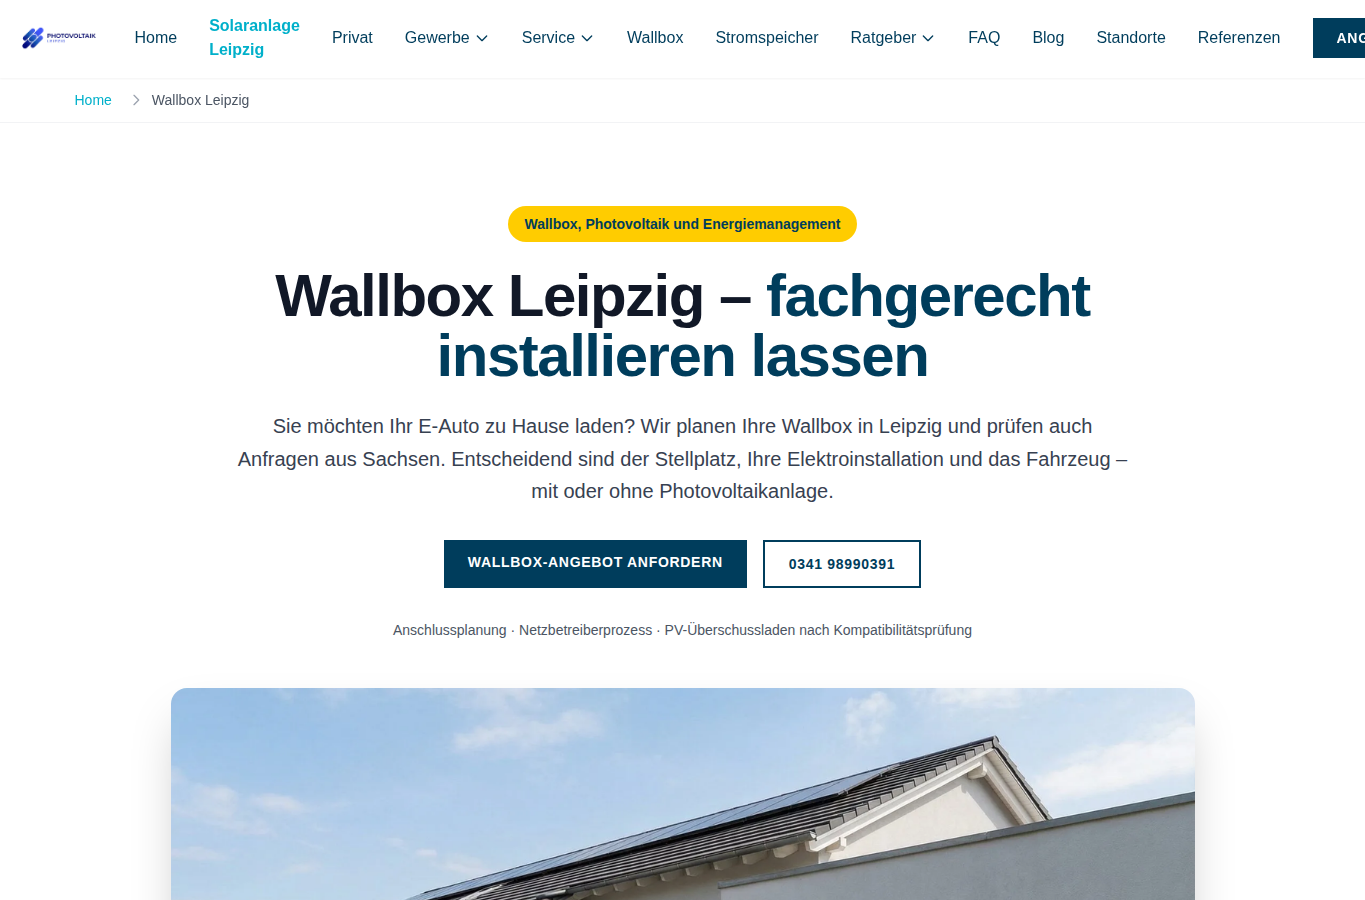 PHOTOVOLTAIK
LEIPZIG
Home
Solaranlage
Leipzig
Privat
Gewerbe
Service
Wallbox
Stromspeicher
Ratgeber
FAQ
Blog
Standorte
Referenzen
ANG
Home
Wallbox Leipzig
Wallbox, Photovoltaik und Energiemanagement
Wallbox Leipzig – fachgerecht
installieren lassen
Sie möchten Ihr E-Auto zu Hause laden? Wir planen Ihre Wallbox in Leipzig und prüfen auch
Anfragen aus Sachsen. Entscheidend sind der Stellplatz, Ihre Elektroinstallation und das Fahrzeug –
mit oder ohne Photovoltaikanlage.
WALLBOX-ANGEBOT ANFORDERN
0341 98990391
Anschlussplanung · Netzbetreiberprozess · PV-Überschussladen nach Kompatibilitätsprüfung